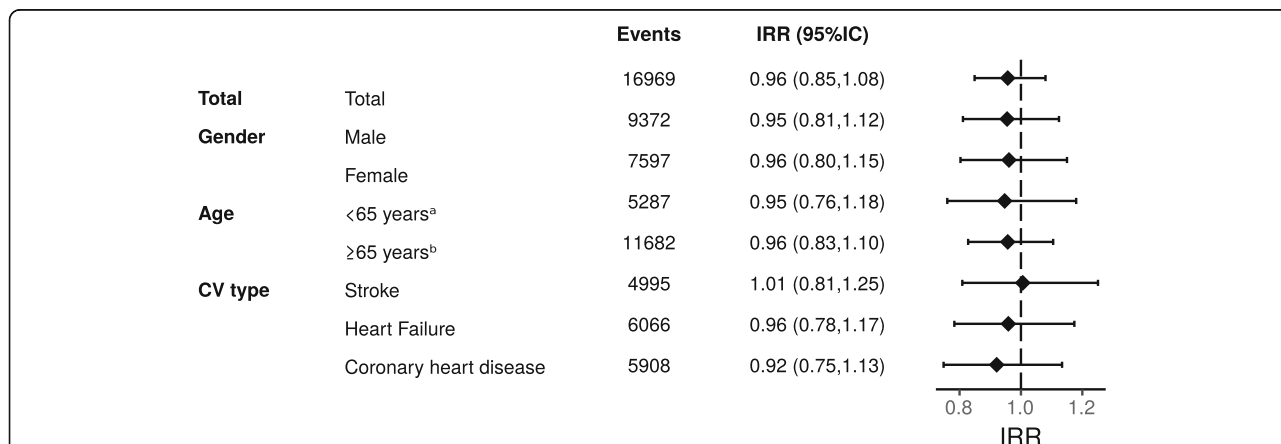 Events IRR (95%IC)
16969 0.96 (0.85,1.08)
Total Total
9372 0.95 (0.81,1.12)
Gender Male
7597 0.96 (0.80,1.15)
Female
5287 0.95 (0.76,1.18)
Age <65 yearsᵃ
11682 0.96 (0.83,1.10)
≥65 yearsᵇ
4995 1.01 (0.81,1.25)
CV type Stroke
6066 0.96 (0.78,1.17)
Heart Failure
5908 0.92 (0.75,1.13)
Coronary heart disease
0.8 1.0 1.2
IRR